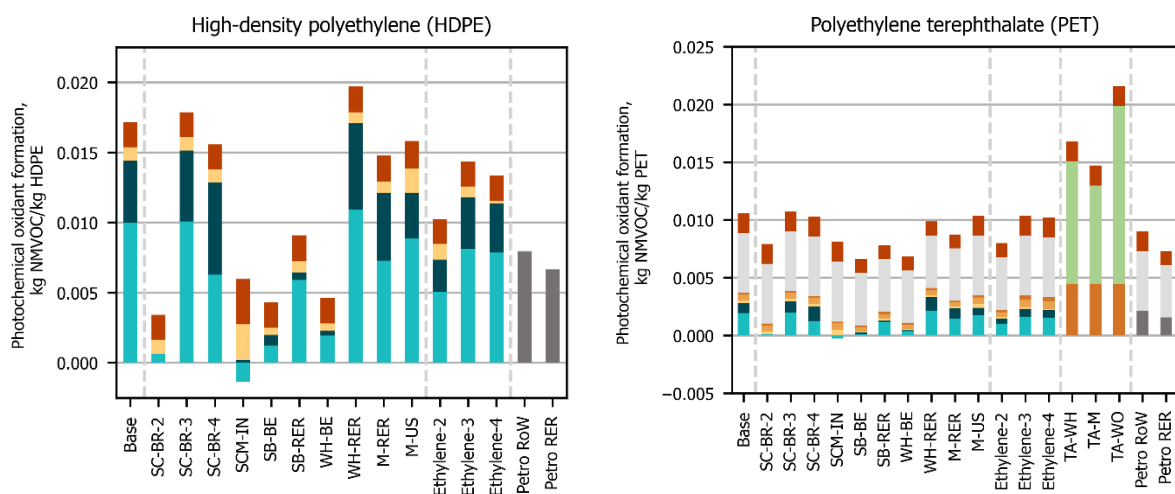 High-density polyethylene (HDPE)
Photochemical oxidant formation,
kg NMVOC/kg HDPE
0.020
0.015
0.010
0.005
0.000
Base
SC-BR-2
SC-BR-3
SC-BR-4
SCM-IN
SB-BE
SB-RER
WH-BE
WH-RER
M-RER
M-US
Ethylene-2
Ethylene-3
Ethylene-4
Petro RoW
Petro RER
Polyethylene terephthalate (PET)
Photochemical oxidant formation,
kg NMVOC/kg PET
0.025
0.020
0.015
0.010
0.005
0.000
−0.005
Base
SC-BR-2
SC-BR-3
SC-BR-4
SCM-IN
SB-BE
SB-RER
WH-BE
WH-RER
M-RER
M-US
Ethylene-2
Ethylene-3
Ethylene-4
TA-WH
TA-M
TA-WO
Petro RoW
Petro RER